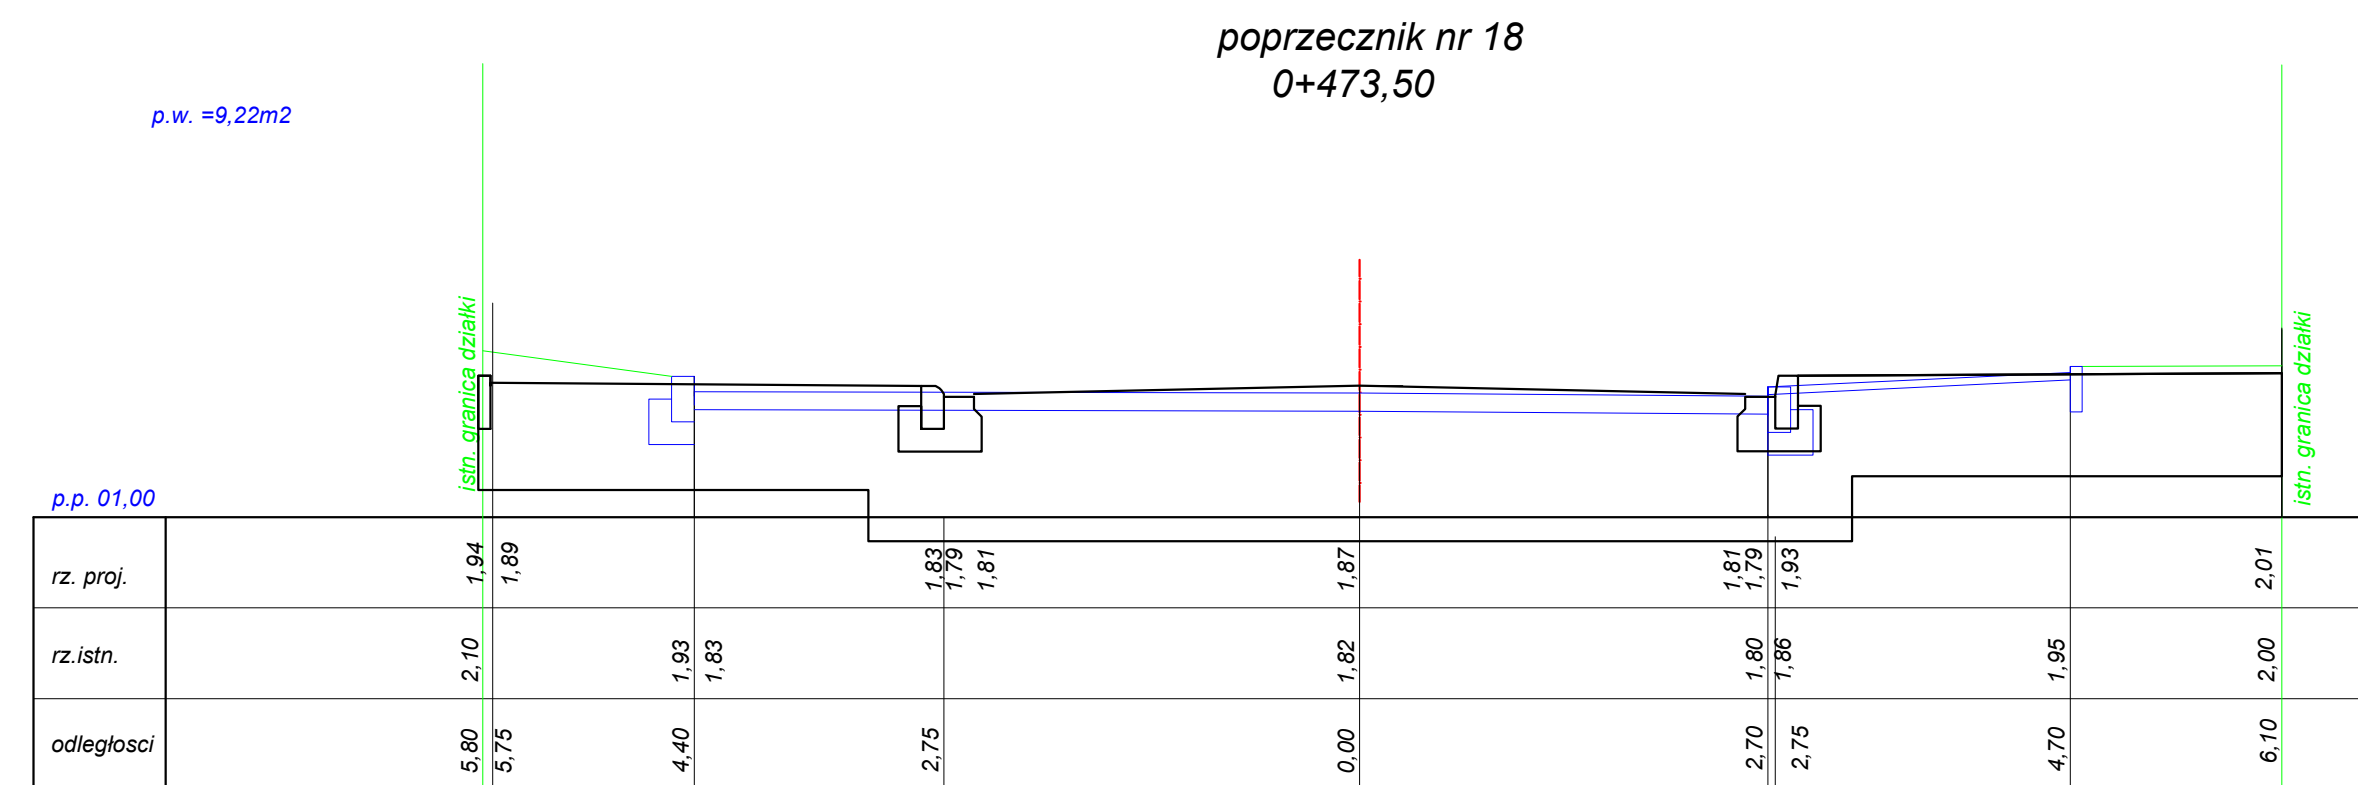 poprzecznik nr 18
0+473,50
p.w. =9,22m2
istn. granica działki
istn. granica działki
p.p. 01,00
rz. proj. 1,94 1,89 1,83 1,79 1,81 1,87 1,81 1,79 1,93 2,01
rz.istn. 2,10 1,93 1,83 1,82 1,80 1,86 1,95 2,00
odległosci 5,80 5,75 4,40 2,75 0,00 2,70 2,75 4,70 6,10